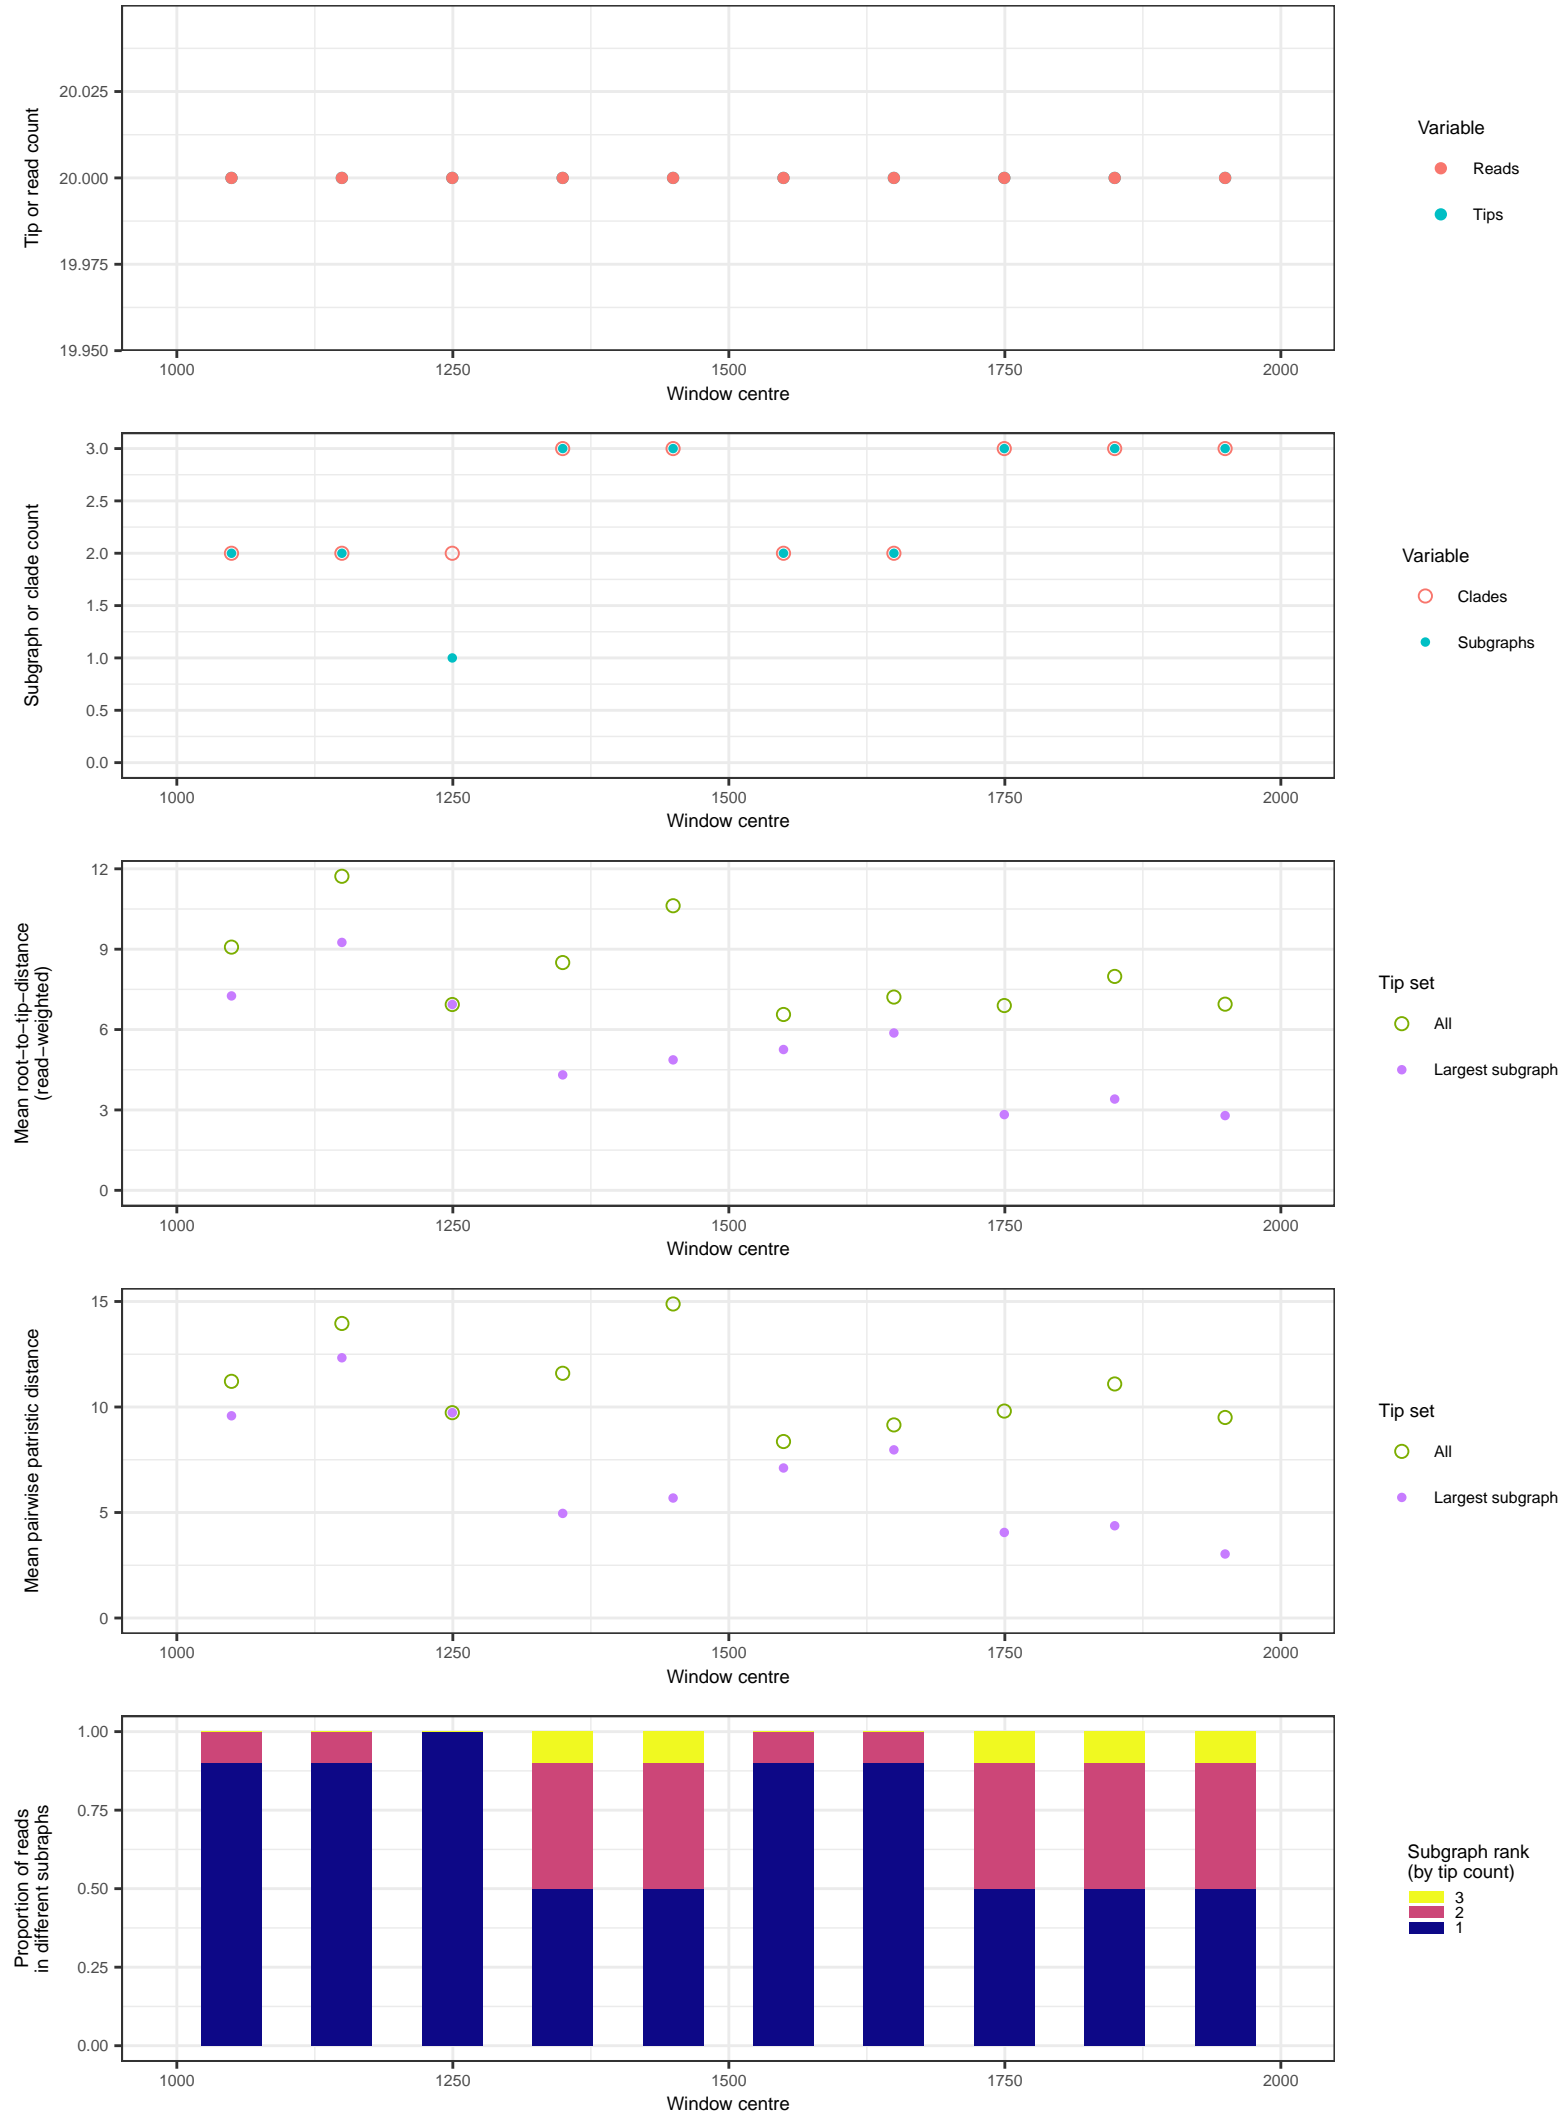 Tip or read count
20.025
20.000
19.975
19.950
1000
1250
1500
1750
2000
Window centre
Variable
Reads
Tips
Subgraph or clade count
3.0
2.5
2.0
1.5
1.0
0.5
0.0
1000
1250
1500
1750
2000
Window centre
Variable
Clades
Subgraphs
Mean root−to−tip−distance
(read−weighted)
12
9
6
3
0
1000
1250
1500
1750
2000
Window centre
Tip set
All
Largest subgraph
Mean pairwise patristic distance
15
10
5
0
1000
1250
1500
1750
2000
Window centre
Tip set
All
Largest subgraph
Proportion of reads
in different subraphs
1.00
0.75
0.50
0.25
0.00
1000
1250
1500
1750
2000
Window centre
Subgraph rank
(by tip count)
3
2
1